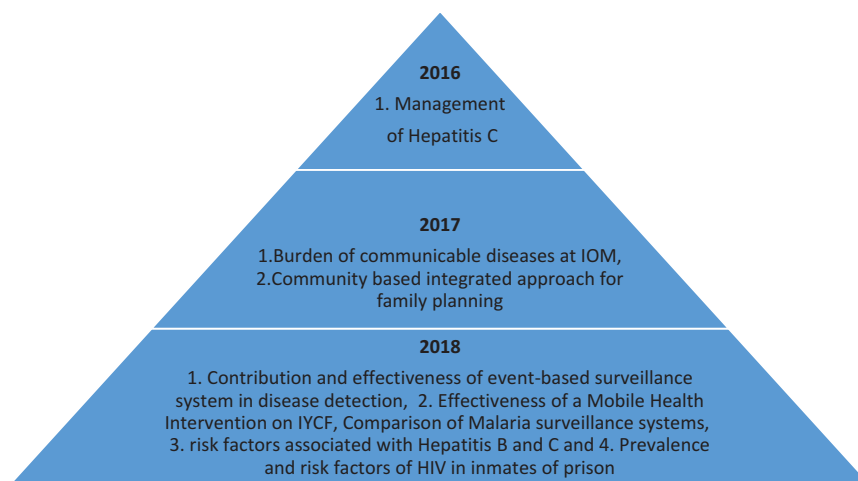 2016
1. Management
of Hepatitis C
2017
1.Burden of communicable diseases at IOM,
2.Community based integrated approach for
family planning
2018
1. Contribution and effectiveness of event-based surveillance
system in disease detection, 2. Effectiveness of a Mobile Health
Intervention on IYCF, Comparison of Malaria surveillance systems,
3. risk factors associated with Hepatitis B and C and 4. Prevalence
and risk factors of HIV in inmates of prison